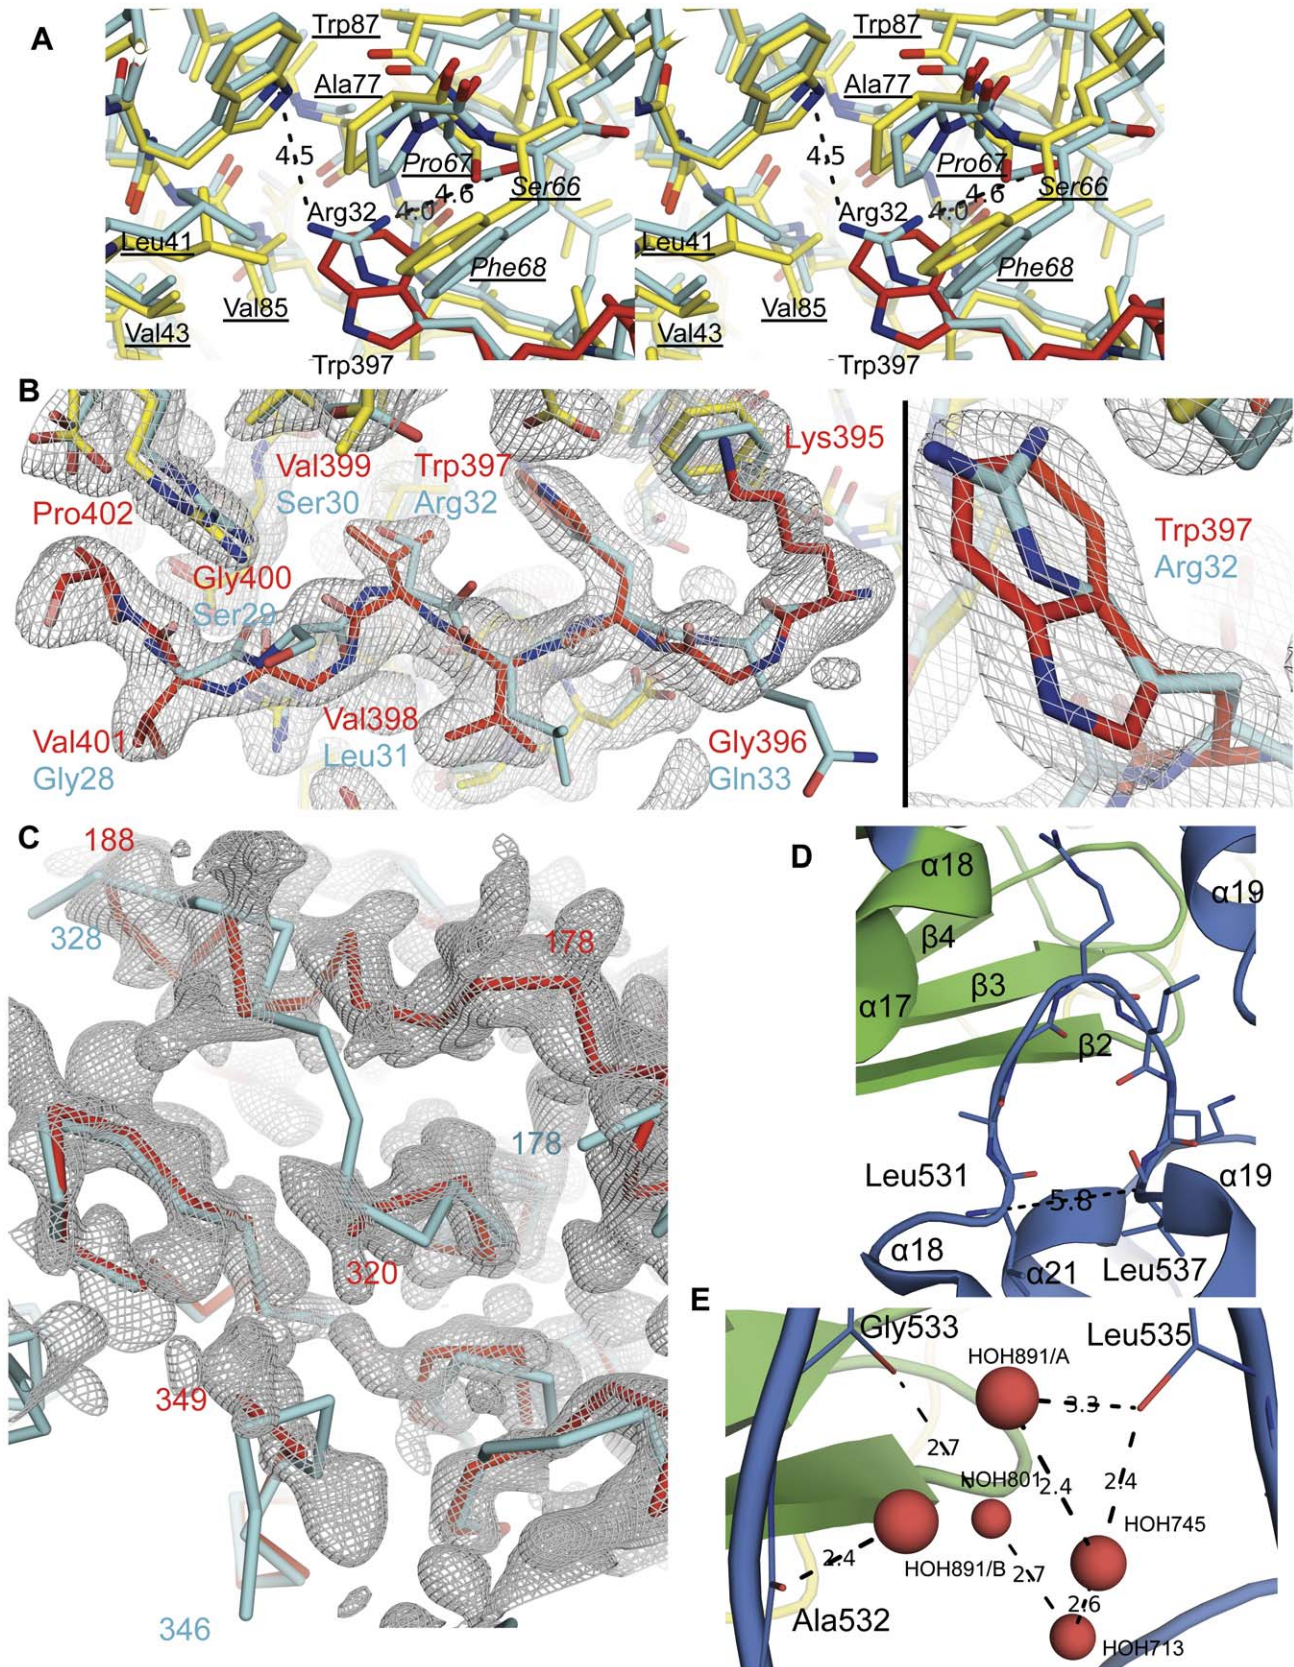 A
Trp87
Trp87
Ala77
Ala77
4.5
4.5
Pro67
Pro67
4.6
4.6
Ser66
Ser66
Arg32
Arg32
4.0
4.0
Leu41
Leu41
Phe68
Phe68
Val85
Val85
Val43
Val43
Trp397
Trp397
B
Lys395
Val399
Ser30
Trp397
Arg32
Pro402
Gly400
Ser29
Val401
Gly28
Val398
Leu31
Gly396
Gln33
Trp397
Arg32
C
188
328
178
178
320
349
346
D
α18
α19
β4
β3
α17
β2
Leu531
5.8
α19
α18
α21
Leu537
E
Gly533
Leu535
HOH891/A
3.3
2.7
HOH801
2.4
2.4
HOH745
2.4
HOH891/B
2.7
2.6
Ala532
HOH713